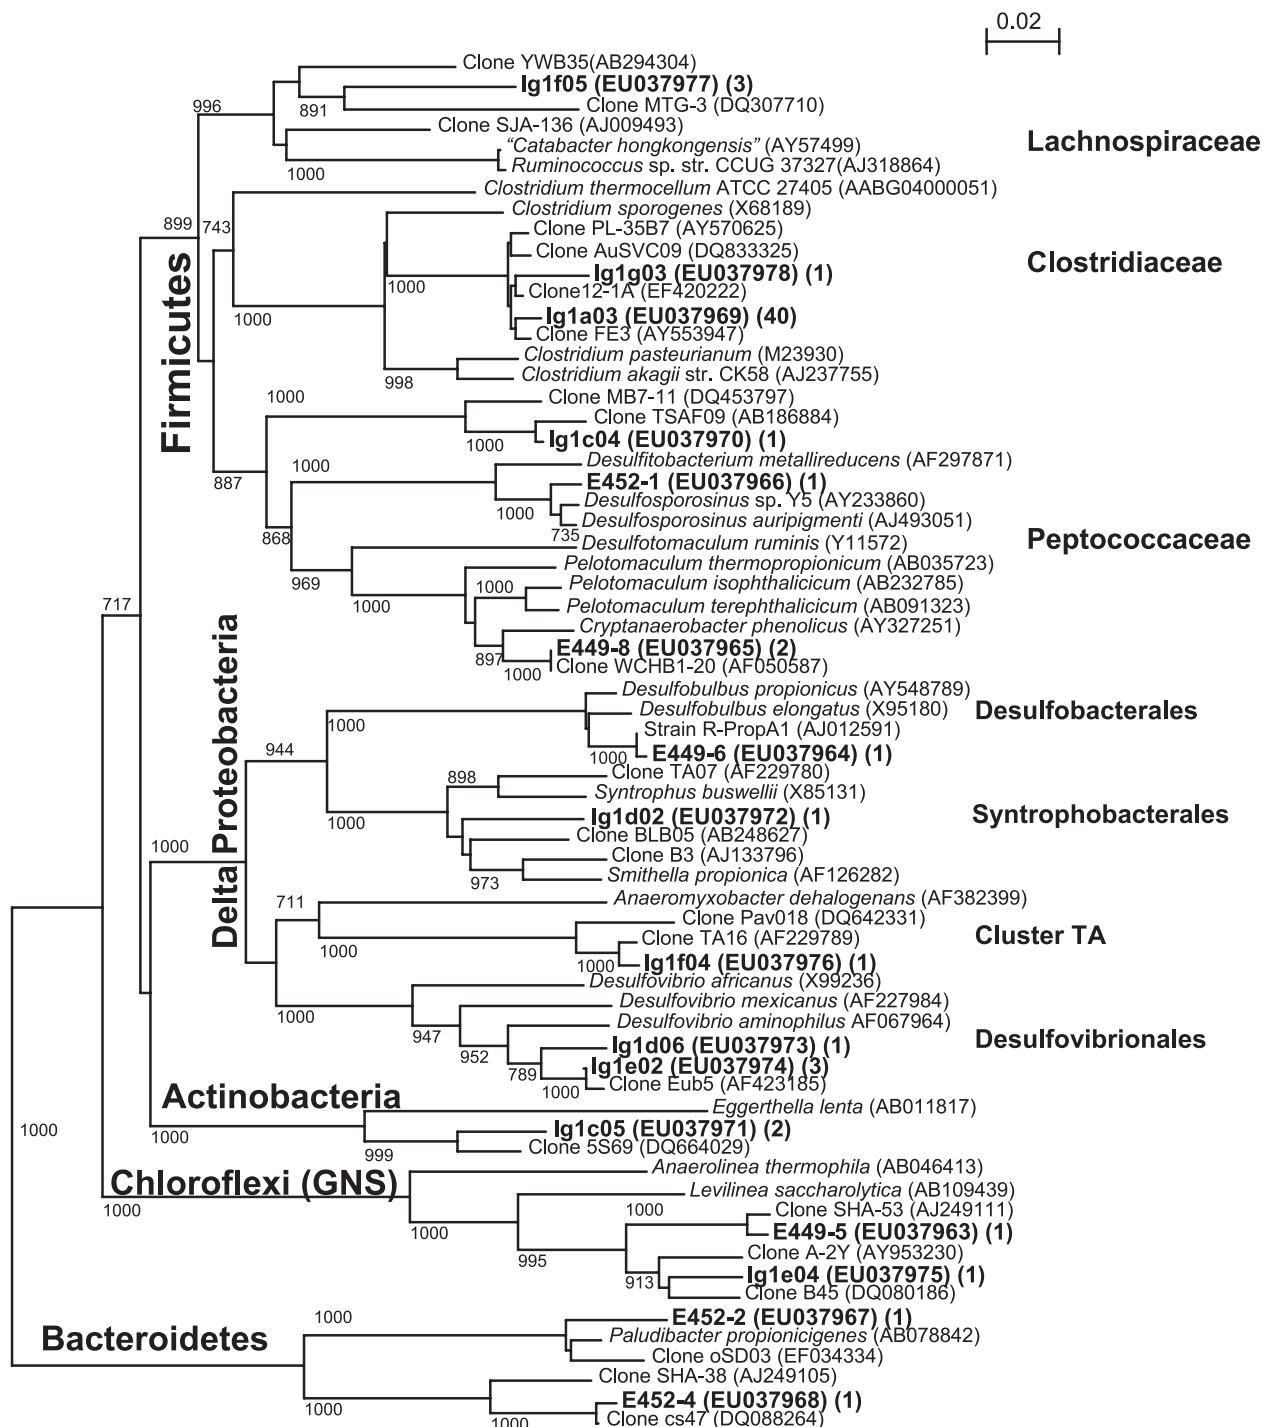 0.02
Clone YWB35(AB294304)
Ig1f05 (EU037977) (3)
996
891
Clone MTG-3 (DQ307710)
Clone SJA-136 (AJ009493)
Lachnospiraceae
"Catabacter hongkongensis" (AY57499)
Ruminococcus sp. str. CCUG 37327(AJ318864)
1000
Clostridium thermocellum ATCC 27405 (AABG04000051)
Clostridium sporogenes (X68189)
899
743
Clone PL-35B7 (AY570625)
Clone AuSVC09 (DQ833325)
Clostridiaceae
Ig1g03 (EU037978) (1)
1000
Clone12-1A (EF420222)
Ig1a03 (EU037969) (40)
1000
Clone FE3 (AY553947)
Firmicutes
Clostridium pasteurianum (M23930)
Clostridium akagii str. CK58 (AJ237755)
998
1000
Clone MB7-11 (DQ453797)
Clone TSAF09 (AB186884)
Ig1c04 (EU037970) (1)
1000
1000
Desulfitobacterium metallireducens (AF297871)
887
E452-1 (EU037966) (1)
Desulfosporosinus sp. Y5 (AY233860)
1000
Desulfosporosinus auripigmenti (AJ493051)
735
868
Desulfotomaculum ruminis (Y11572)
Peptococcaceae
Pelotomaculum thermopropionicum (AB035723)
969
1000
Pelotomaculum isophthalicicum (AB232785)
1000
Pelotomaculum terephthalicicum (AB091323)
717
Cryptanaerobacter phenolicus (AY327251)
E449-8 (EU037965) (2)
897
Clone WCHB1-20 (AF050587)
1000
Delta Proteobacteria
Desulfobulbus propionicus (AY548789)
Desulfobulbus elongatus (X95180)
Desulfobacterales
1000
Strain R-PropA1 (AJ012591)
944
1000
E449-6 (EU037964) (1)
Clone TA07 (AF229780)
898
Syntrophus buswellii (X85131)
1000
Ig1d02 (EU037972) (1)
Syntrophobacterales
Clone BLB05 (AB248627)
1000
Clone B3 (AJ133796)
973
Smithella propionica (AF126282)
711
Anaeromyxobacter dehalogenans (AF382399)
Clone Pav018 (DQ642331)
1000
Clone TA16 (AF229789)
Cluster TA
1000
Ig1f04 (EU037976) (1)
Desulfovibrio africanus (X99236)
1000
Desulfovibrio mexicanus (AF227984)
947
Desulfovibrio aminophilus AF067964)
952
Ig1d06 (EU037973) (1)
Desulfovibrionales
789
Ig1e02 (EU037974) (3)
1000
Clone Eub5 (AF423185)
Actinobacteria
Eggerthella lenta (AB011817)
1000
1000
Ig1c05 (EU037971) (2)
999
Clone 5S69 (DQ664029)
Anaerolinea thermophila (AB046413)
Chloroflexi (GNS)
1000
Levilinea saccharolytica (AB109439)
1000
Clone SHA-53 (AJ249111)
1000
E449-5 (EU037963) (1)
995
Clone A-2Y (AY953230)
913
Ig1e04 (EU037975) (1)
Clone B45 (DQ080186)
1000
E452-2 (EU037967) (1)
Bacteroidetes
Paludibacter propionicigenes (AB078842)
Clone oSD03 (EF034334)
Clone SHA-38 (AJ249105)
E452-4 (EU037968) (1)
1000
1000
Clone cs47 (DQ088264)